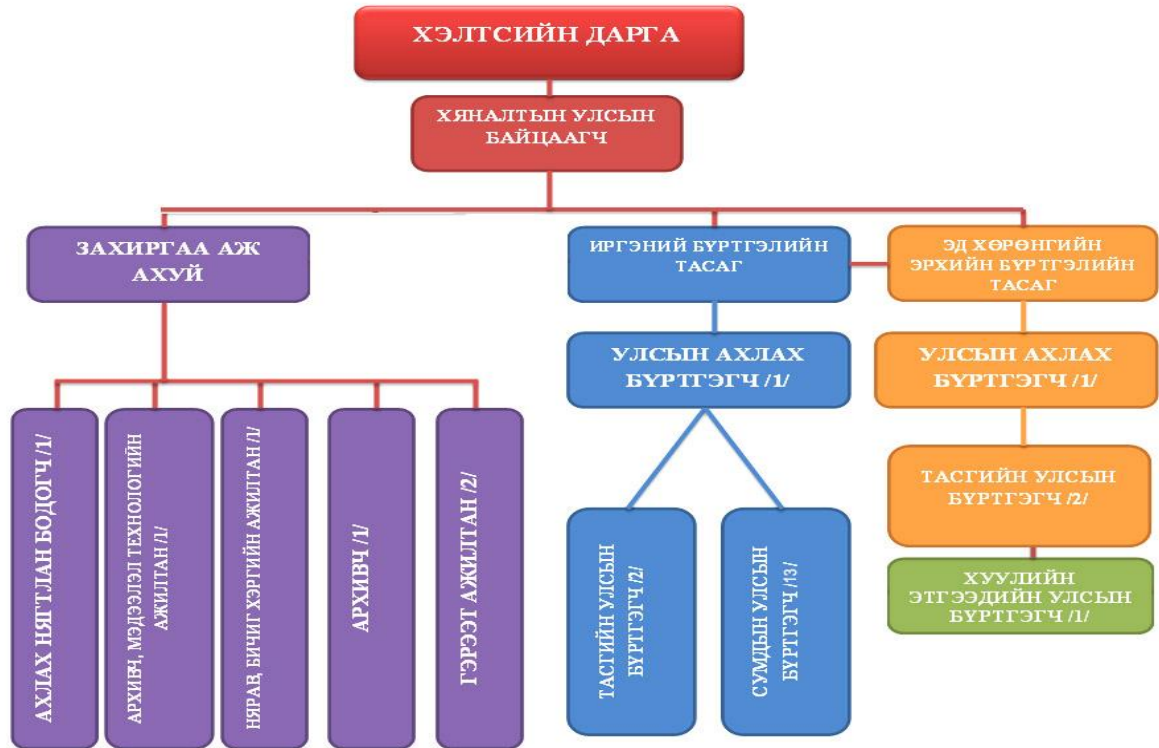 ХЭЛТСИЙН ДАРГА
ХЯНАЛТЫН УЛСЫН
БАЙЦААГЧ
ЗАХИРГАА АЖ
АХУЙ
ИРГЭНИЙ БҮРТГЭЛИЙН
ТАСАГ
ЭД ХӨРӨНГИЙН
ЭРХИЙН БҮРТГЭЛИЙН
ТАСАГ
УЛСЫН АХЛАХ
БҮРТГЭГЧ /1/
УЛСЫН АХЛАХ
БҮРТГЭГЧ /1/
АХЛАХ НЯГТЛАН БОДОГЧ /1/
АРХИВЧ, МЭДЭЭЛЭЛ ТЕХНОЛОГИЙН
АЖИЛТАН /1/
НЯРАВ, БИЧИГ ХЭРГИЙН АЖИЛТАН /1/
АРХИВЧ /1/
ГЭРЭЭТ АЖИЛТАН /2/
ТАСГИЙН УЛСЫН
БҮРТГЭГЧ /2/
СУМДЫН УЛСЫН
БҮРТГЭГЧ /13/
ТАСГИЙН УЛСЫН
БҮРТГЭГЧ /2/
ХУУЛИЙН
ЭТГЭЭДИЙН УЛСЫН
БҮРТГЭГЧ /1/